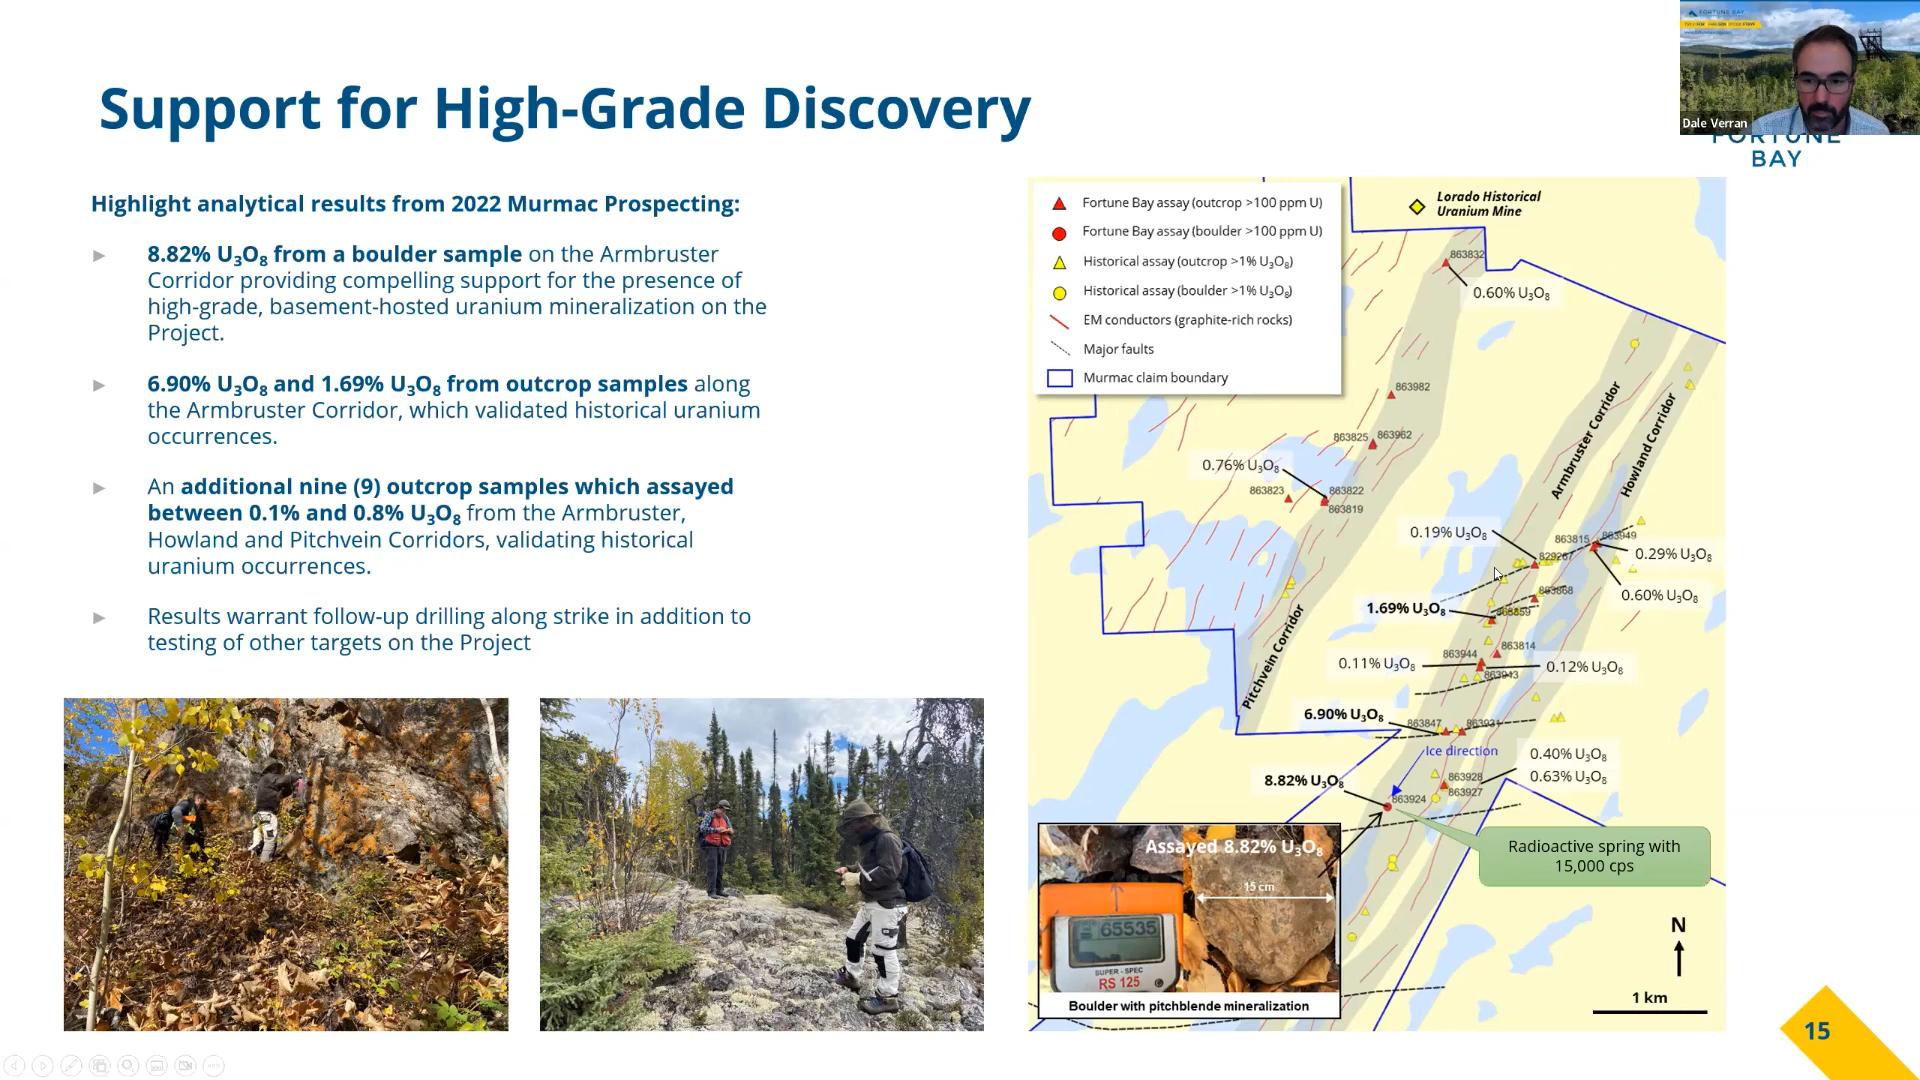 FORTUNE BAY
Dale Verran
FORTUNE
BAY
Support for High-Grade Discovery
Highlight analytical results from 2022 Murmac Prospecting:
► 8.82% U₃O₈ from a boulder sample on the Armbruster
Corridor providing compelling support for the presence of
high-grade, basement-hosted uranium mineralization on the
Project.
► 6.90% U₃O₈ and 1.69% U₃O₈ from outcrop samples along
the Armbruster Corridor, which validated historical uranium
occurrences.
► An additional nine (9) outcrop samples which assayed
between 0.1% and 0.8% U₃O₈ from the Armbruster,
Howland and Pitchvein Corridors, validating historical
uranium occurrences.
► Results warrant follow-up drilling along strike in addition to
testing of other targets on the Project
Fortune Bay assay (outcrop >100 ppm U)
Fortune Bay assay (boulder >100 ppm U)
Historical assay (outcrop >1% U₃O₈)
Historical assay (boulder >1% U₃O₈)
EM conductors (graphite-rich rocks)
Major faults
Murmac claim boundary
Lorado Historical
Uranium Mine
863832
0.60% U₃O₈
863982
863825
863962
0.76% U₃O₈
863823
863822
863819
Armbruster Corridor
Howland Corridor
Pitchvein Corridor
0.19% U₃O₈
829267
863815
863949
0.29% U₃O₈
0.60% U₃O₈
863868
1.69% U₃O₈
863859
863814
863944
0.11% U₃O₈
0.12% U₃O₈
863943
6.90% U₃O₈
863847
863931
Ice direction
0.40% U₃O₈
0.63% U₃O₈
8.82% U₃O₈
863928
863927
863924
Radioactive spring with
15,000 cps
Assayed 8.82% U₃O₈
15 cm
65535
SUPER - SPEC
RS 125
Boulder with pitchblende mineralization
N
1 km
15